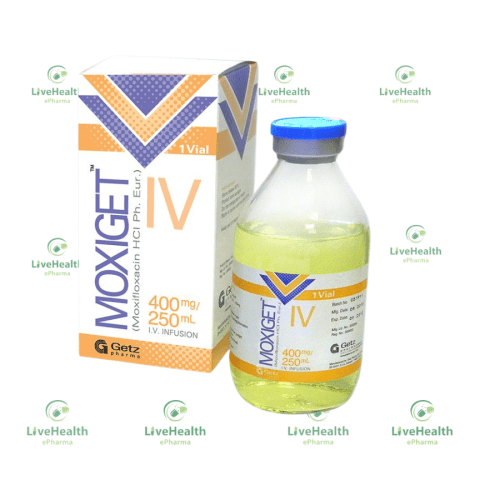 LiveHealth
ePharma
LiveHealth
ePharma
LiveHealth
ePharma
LiveHealth
ePharma
1 Vial
MOXIGET™
(Moxifloxacin HCl Ph. Eur.)
IV
400mg/
250mL
I.V. INFUSION
Getz
pharma
1 Vial
MOXIGET
IV
400mg/
250mL
I.V. INFUSION
Getz
LiveHealth
ePharma
LiveHealth
ePharma
LiveHealth
ePharma
LiveHealth
ePharma
LiveHealth
ePharma
LiveHealth
ePharma